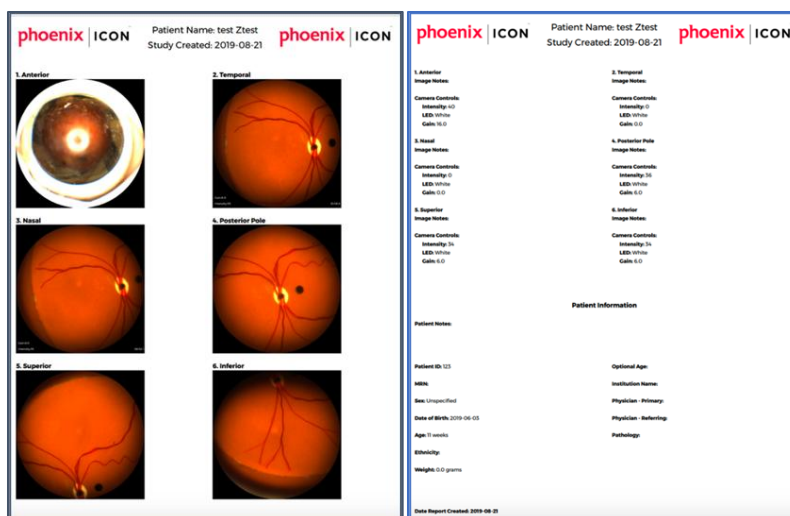 phoenix | ICON
Patient Name: test Ztest
Study Created: 2019-08-21
phoenix | ICON
1. Anterior
2. Temporal
3. Nasal
4. Posterior Pole
5. Superior
6. Inferior
phoenix | ICON
Patient Name: test Ztest
Study Created: 2019-08-21
phoenix | ICON
1. Anterior
Image Notes:
Camera Controls:
Intensity: 40
LED: White
Gain: 16.0
2. Temporal
Image Notes:
Camera Controls:
Intensity: 0
LED: White
Gain: 0.0
3. Nasal
Image Notes:
Camera Controls:
Intensity: 0
LED: White
Gain: 0.0
4. Posterior Pole
Image Notes:
Camera Controls:
Intensity: 56
LED: White
Gain: 6.0
5. Superior
Image Notes:
Camera Controls:
Intensity: 34
LED: White
Gain: 6.0
6. Inferior
Image Notes:
Camera Controls:
Intensity: 34
LED: White
Gain: 6.0
Patient Information
Patient Notes:
Patient ID: 123
Optional Age:
MRN:
Institution Name:
Sex: Unspecified
Physician - Primary:
Date of Birth: 2019-06-03
Physician - Referring:
Age: 11 weeks
Pathology:
Ethnicity:
Weight: 0.0 grams
Date Report Created: 2019-08-21